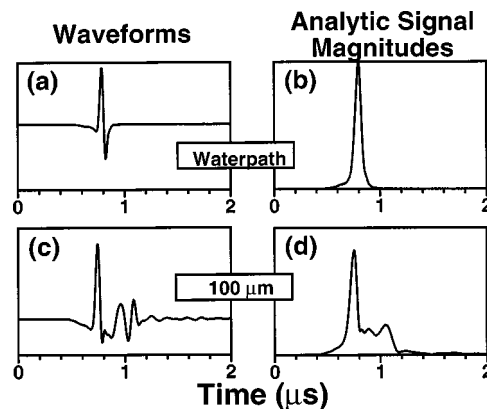 Waveforms
Analytic Signal
Magnitudes
(a)
(b)
Waterpath
0 1 2
0 1 2
(c)
(d)
100 μm
0 1 2
0 1 2
Time (μs)